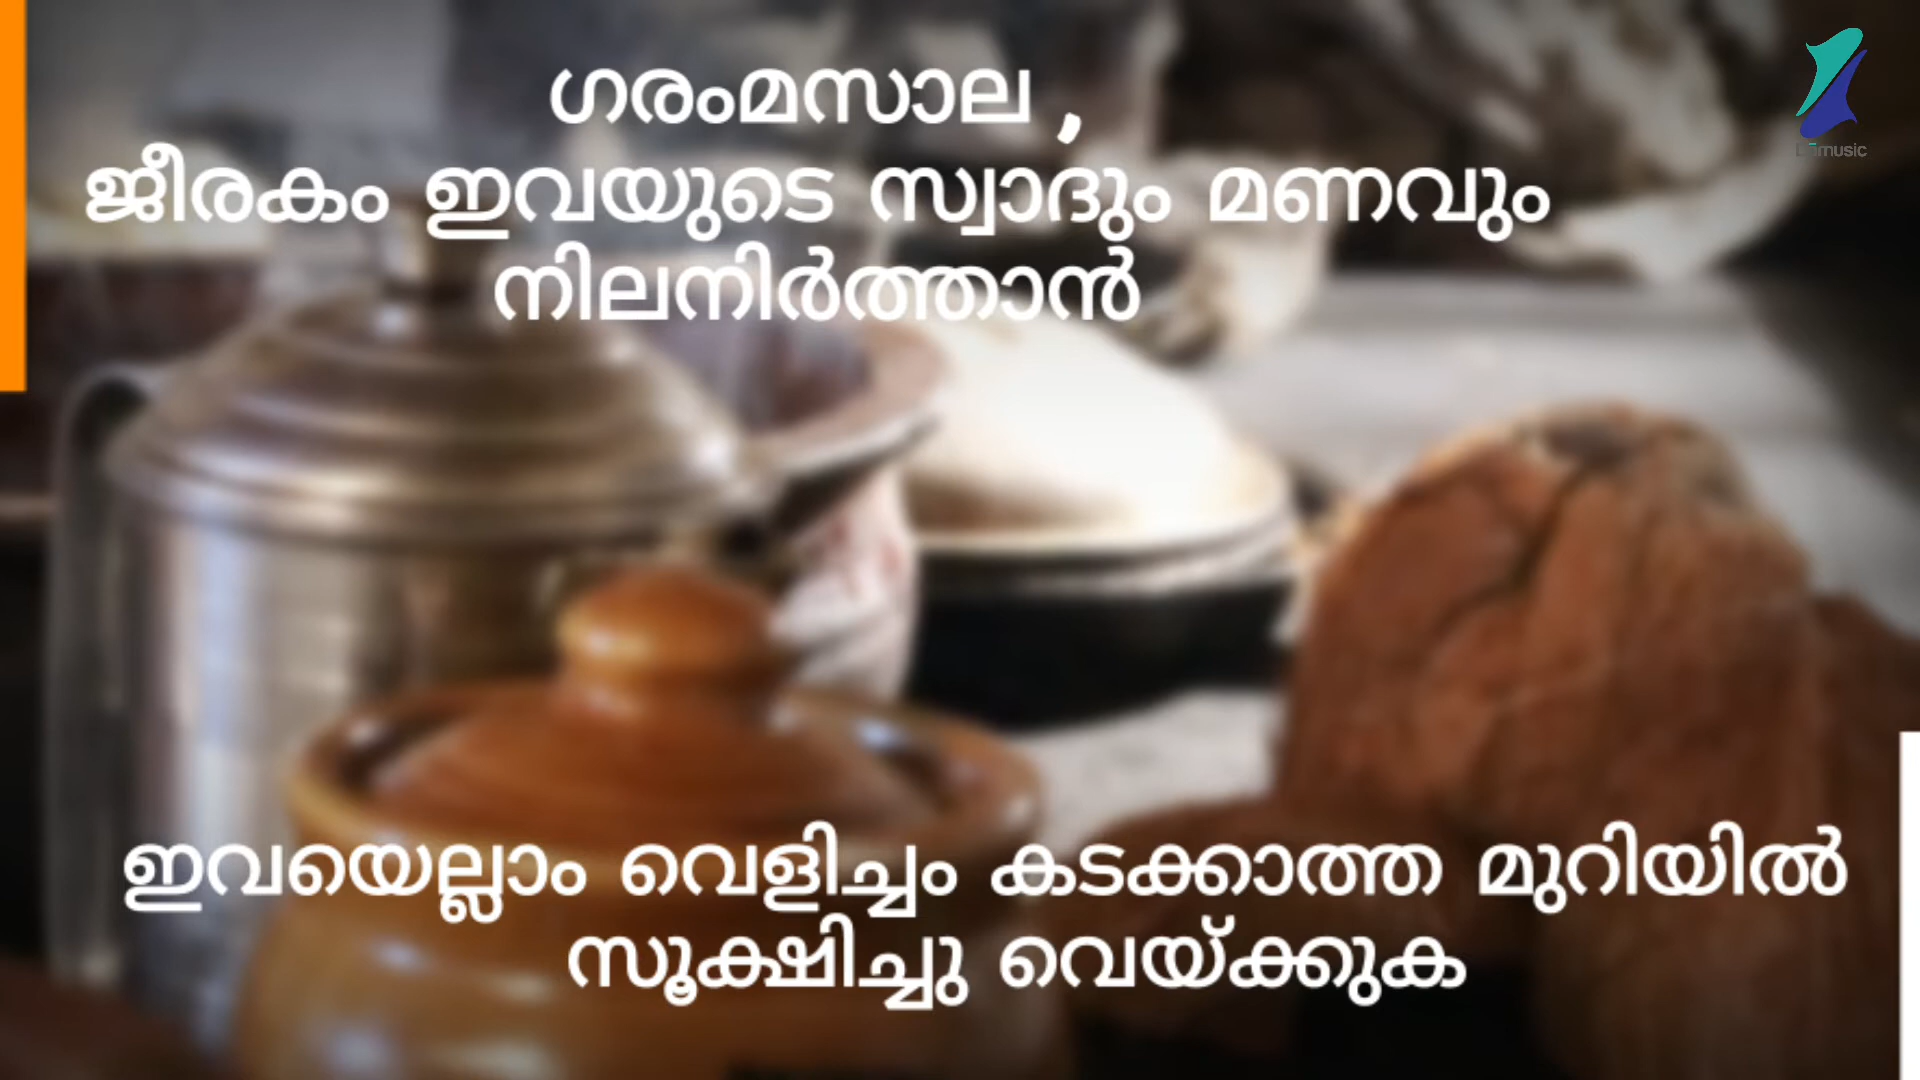 ഗരംമസാല ,
ജീരകം ഇവയുടെ സ്വാദും മണവും
നിലനിർത്താൻ
ഇവയെല്ലാം വെളിച്ചം കടക്കാത്ത മുറിയിൽ
സൂക്ഷിച്ചു വെയ്ക്കുക